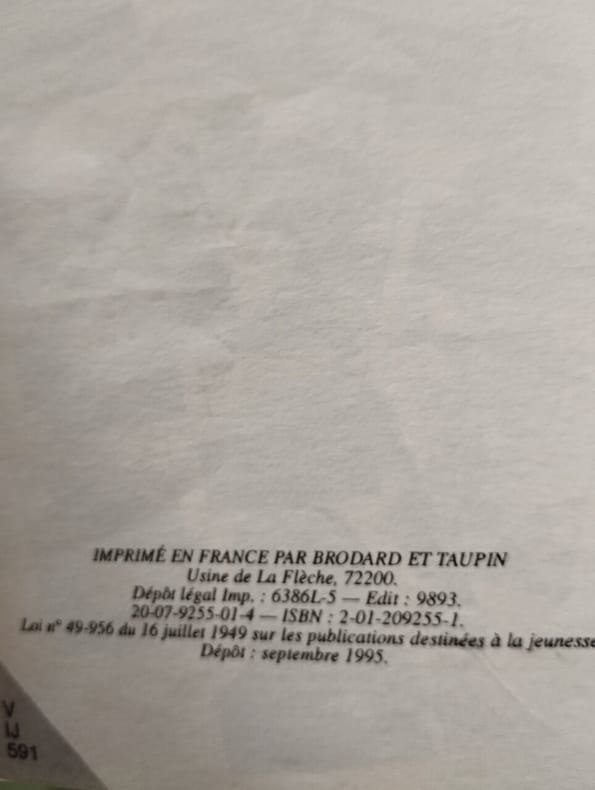 IMPRIMÉ EN FRANCE PAR BRODARD ET TAUPIN
Usine de La Flèche, 72200.
Dépôt légal Imp. : 6386L-5 — Edit : 9893.
20-07-9255-01-4 — ISBN : 2-01-209255-1.
Loi n° 49-956 du 16 juillet 1949 sur les publications destinées à la jeunesse
Dépôt : septembre 1995.
V
IJ
591